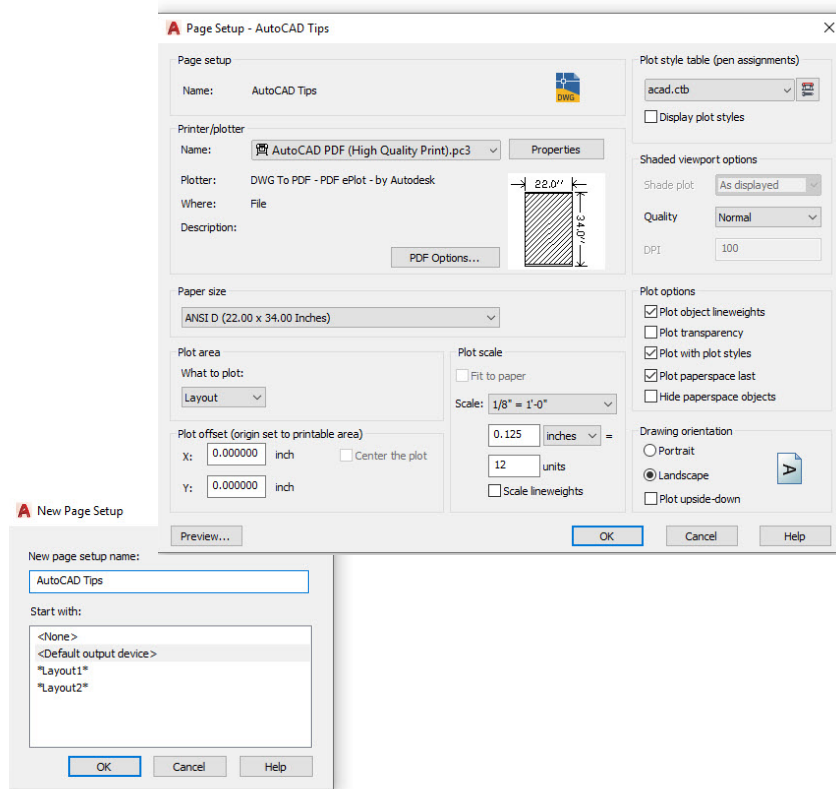 Page Setup - AutoCAD Tips
Page setup
Name: AutoCAD Tips
DWG
Printer/plotter
Name: AutoCAD PDF (High Quality Print).pc3 Properties
Plotter: DWG To PDF - PDF ePlot - by Autodesk
Where: File
Description:
22.0''
34.0''
PDF Options...
Paper size
ANSI D (22.00 x 34.00 Inches)
Plot area
What to plot:
Layout
Plot offset (origin set to printable area)
X: 0.000000 inch Center the plot
Y: 0.000000 inch
Plot scale
Fit to paper
Scale: 1/8" = 1'-0"
0.125 inches =
12 units
Scale lineweights
Plot style table (pen assignments)
acad.ctb
Display plot styles
Shaded viewport options
Shade plot As displayed
Quality Normal
DPI 100
Plot options
Plot object lineweights
Plot transparency
Plot with plot styles
Plot paperspace last
Hide paperspace objects
Drawing orientation
Portrait
Landscape
A
Plot upside-down
Preview... OK Cancel Help
New Page Setup
New page setup name:
AutoCAD Tips
Start with:
<None>
<Default output device>
*Layout1*
*Layout2*
OK Cancel Help